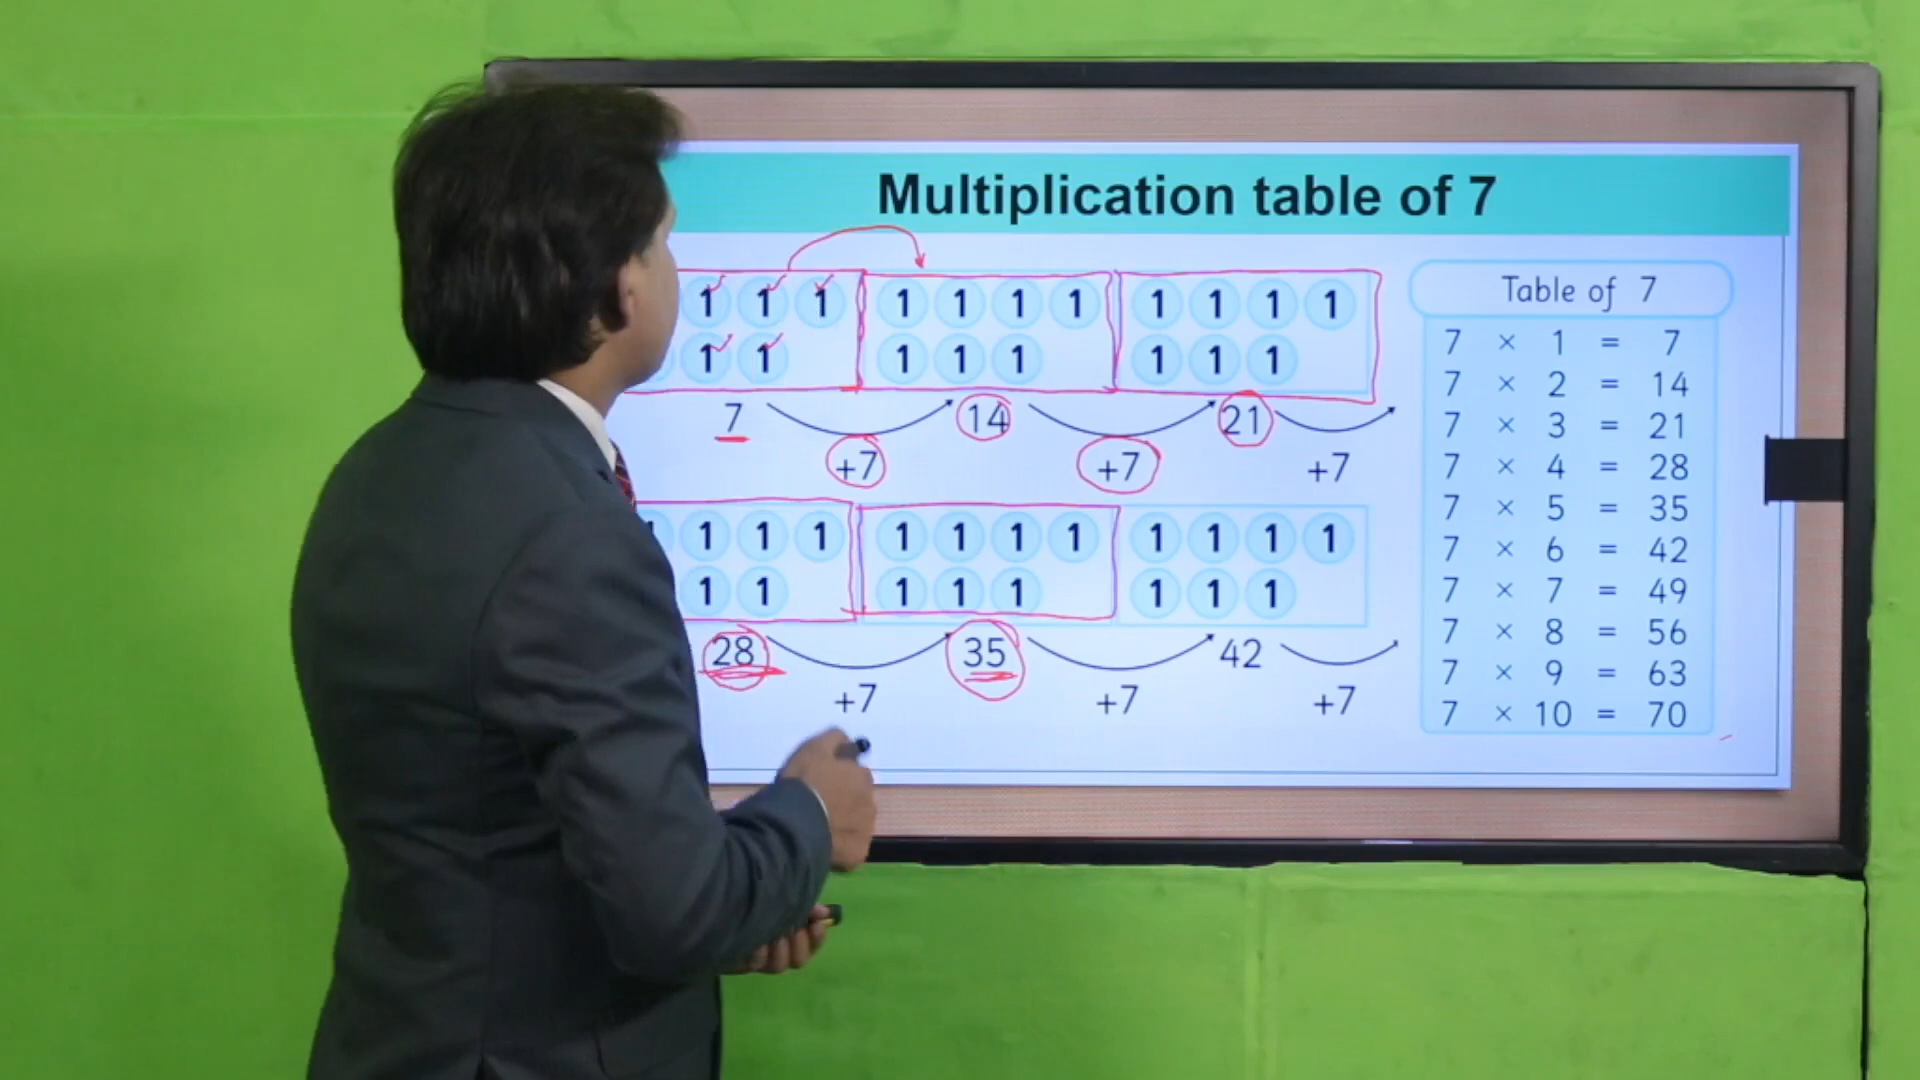 Multiplication table of 7
1 1 1 1 1 1 1 1 1 1 1
1 1 1 1 1 1 1 1
7 14 21
+7 +7 +7
1 1 1 1 1 1 1 1 1 1 1 1
1 1 1 1 1 1 1 1
28 35 42
+7 +7 +7
Table of 7
7 × 1 = 7
7 × 2 = 14
7 × 3 = 21
7 × 4 = 28
7 × 5 = 35
7 × 6 = 42
7 × 7 = 49
7 × 8 = 56
7 × 9 = 63
7 × 10 = 70